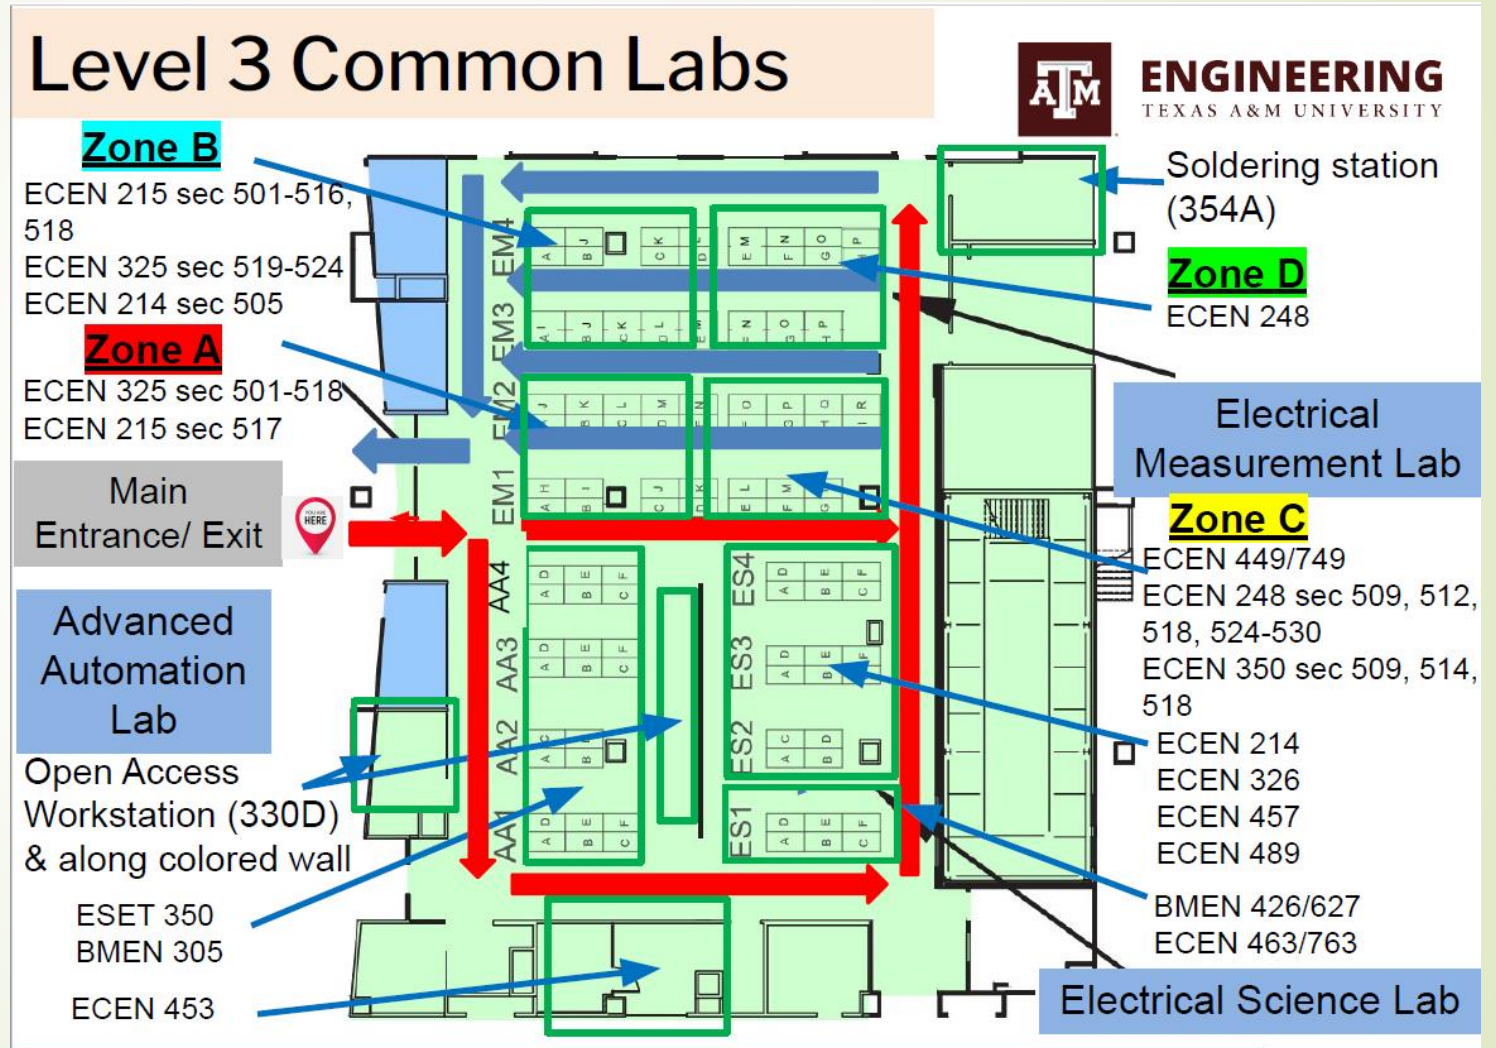 Level 3 Common Labs
ĀM
ENGINEERING
TEXAS A&M UNIVERSITY
Zone B
ECEN 215 sec 501-516,
518
ECEN 325 sec 519-524
ECEN 214 sec 505
Zone A
ECEN 325 sec 501-518
ECEN 215 sec 517
Main
Entrance/ Exit
YOU ARE
HERE
Advanced
Automation
Lab
Open Access
Workstation (330D)
& along colored wall
ESET 350
BMEN 305
ECEN 453
EM4
A
B J
C K
D L
E M
F N
G O
H P
EM3
A I
B J
C K
D L
E M
F N
G O
H P
EM2
A J
B K
C L
D M
E N
F O
G P
H Q
I R
EM1
A H
B I
C J
D K
E L
F M
G
AA4
A D
B E
C F
AA3
A D
B E
C F
AA2
A C
B
AA1
A D
B E
C F
ES4
A D
B E
C F
ES3
A D
B E
F
ES2
A C
B D
ES1
A D
B E
C F
Soldering station
(354A)
Zone D
ECEN 248
Electrical
Measurement Lab
Zone C
ECEN 449/749
ECEN 248 sec 509, 512,
518, 524-530
ECEN 350 sec 509, 514,
518
ECEN 214
ECEN 326
ECEN 457
ECEN 489
BMEN 426/627
ECEN 463/763
Electrical Science Lab